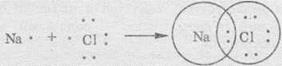 Na · + · Cl : ⟶ Na : Cl :